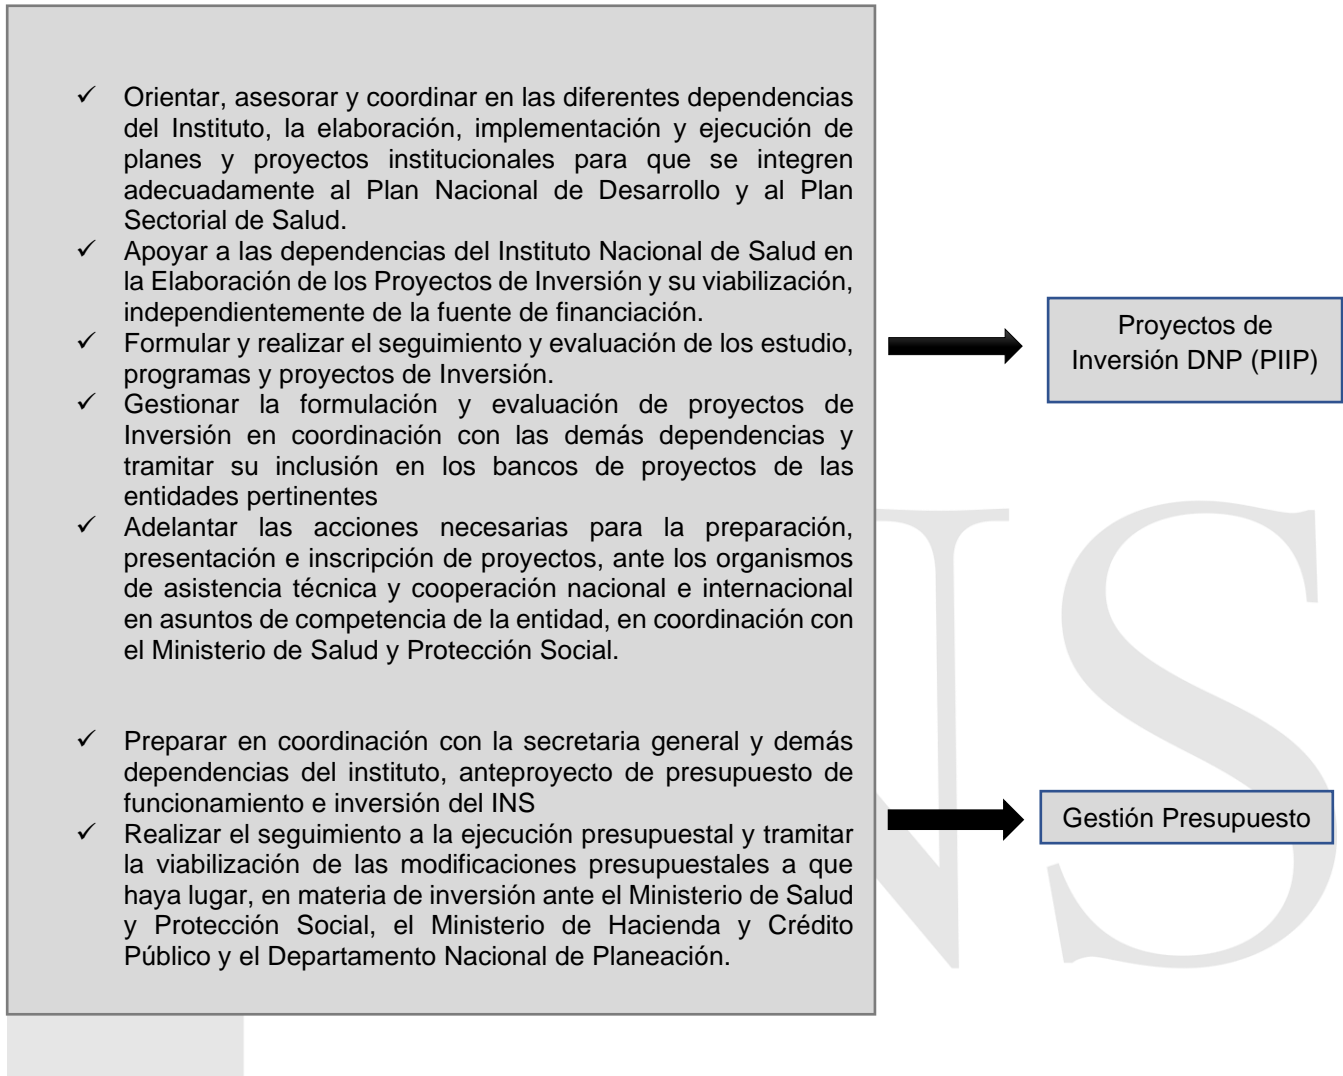 ✓ Orientar, asesorar y coordinar en las diferentes dependencias
del Instituto, la elaboración, implementación y ejecución de
planes y proyectos institucionales para que se integren
adecuadamente al Plan Nacional de Desarrollo y al Plan
Sectorial de Salud.
✓ Apoyar a las dependencias del Instituto Nacional de Salud en
la Elaboración de los Proyectos de Inversión y su viabilización,
independientemente de la fuente de financiación.
✓ Formular y realizar el seguimiento y evaluación de los estudio,
programas y proyectos de Inversión.
✓ Gestionar la formulación y evaluación de proyectos de
Inversión en coordinación con las demás dependencias y
tramitar su inclusión en los bancos de proyectos de las
entidades pertinentes
✓ Adelantar las acciones necesarias para la preparación,
presentación e inscripción de proyectos, ante los organismos
de asistencia técnica y cooperación nacional e internacional
en asuntos de competencia de la entidad, en coordinación con
el Ministerio de Salud y Protección Social.
Proyectos de
Inversión DNP (PIIP)
✓ Preparar en coordinación con la secretaria general y demás
dependencias del instituto, anteproyecto de presupuesto de
funcionamiento e inversión del INS
✓ Realizar el seguimiento a la ejecución presupuestal y tramitar
la viabilización de las modificaciones presupuestales a que
haya lugar, en materia de inversión ante el Ministerio de Salud
y Protección Social, el Ministerio de Hacienda y Crédito
Público y el Departamento Nacional de Planeación.
Gestión Presupuesto
NS